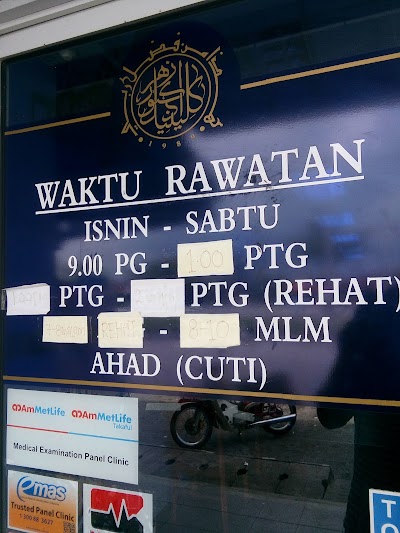 WAKTU RAWATAN
ISNIN - SABTU
9.00 PG - 1.00 PTG
PTG - PTG (REHAT)
- 8-10 MLM
AHAD (CUTI)
AmMetLife AmMetLife
Takaful
Medical Examination Panel Clinic
emas
Trusted Panel Clinic